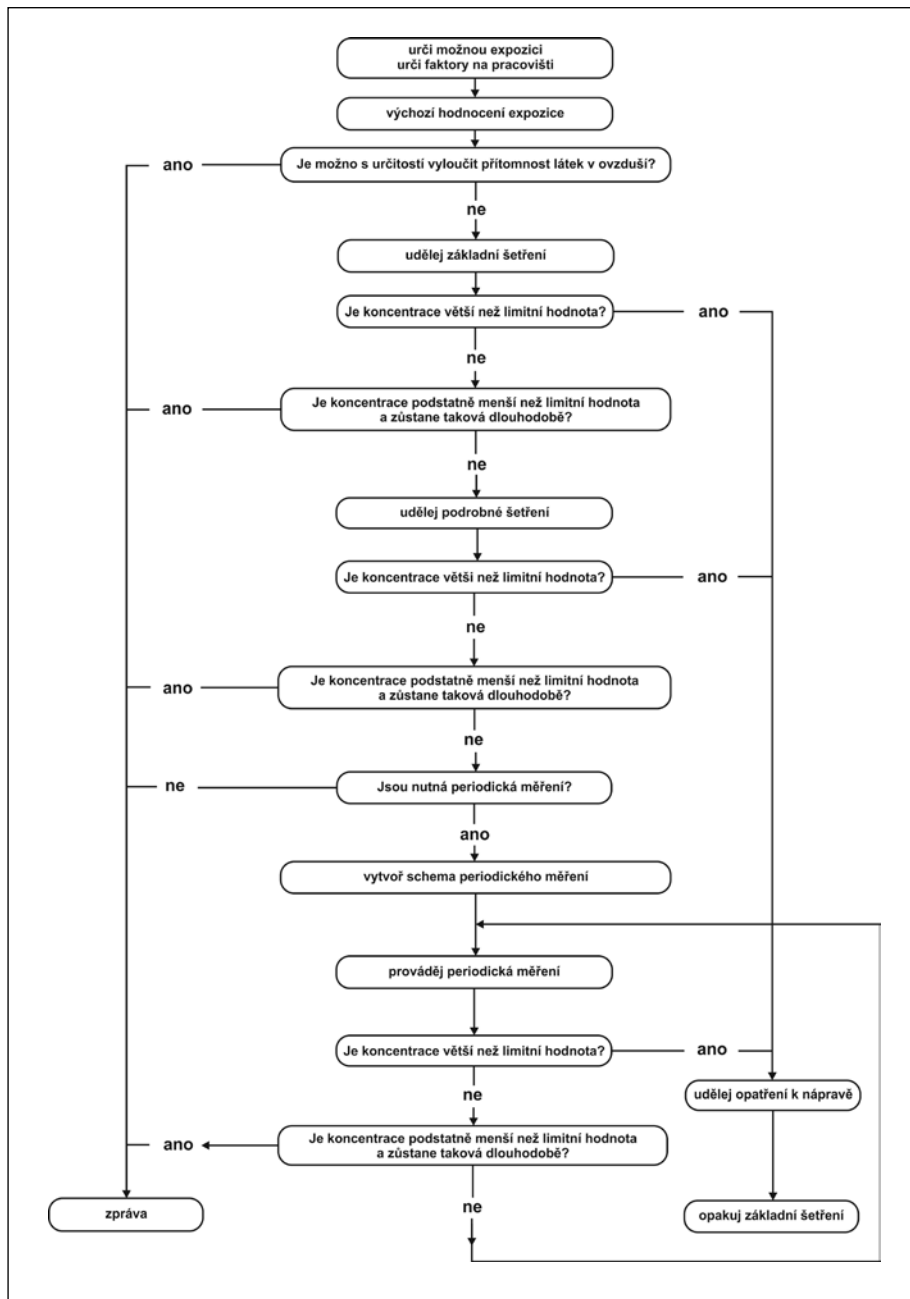 urči možnou expozici
urči faktory na pracovišti
výchozí hodnocení expozice
ano
Je možno s určitostí vyloučit přítomnost látek v ovzduší?
ne
udělej základní šetření
Je koncentrace větší než limitní hodnota?
ano
ne
ano
Je koncentrace podstatně menší než limitní hodnota
a zůstane taková dlouhodobě?
ne
udělej podrobné šetření
Je koncentrace větši než limitní hodnota?
ano
ne
ano
Je koncentrace podstatně menší než limitní hodnota
a zůstane taková dlouhodobě?
ne
ne
Jsou nutná periodická měření?
ano
vytvoř schema periodického měření
prováděj periodická měření
Je koncentrace větší než limitní hodnota?
ano
ne
udělej opatření k nápravě
ano
Je koncentrace podstatně menší než limitní hodnota
a zůstane taková dlouhodobě?
ne
zpráva
opakuj základní šetření